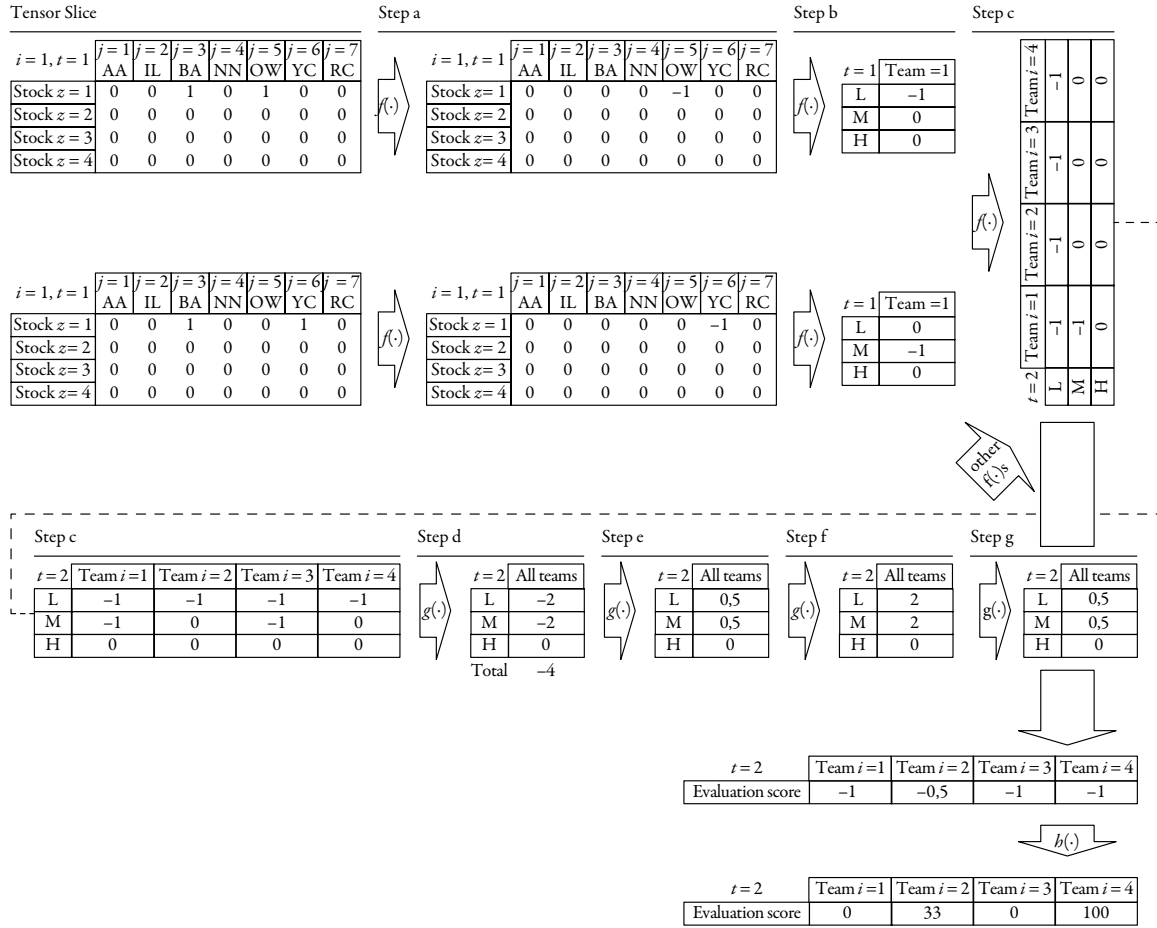 Tensor Slice Step a Step b Step c
i = 1, t = 1 j = 1 AA j = 2 IL j = 3 BA j = 4 NN j = 5 OW j = 6 YC j = 7 RC
Stock z = 1 0 0 1 0 1 0 0
Stock z = 2 0 0 0 0 0 0 0
Stock z = 3 0 0 0 0 0 0 0
Stock z = 4 0 0 0 0 0 0 0
f(·)
i = 1, t = 1 j = 1 AA j = 2 IL j = 3 BA j = 4 NN j = 5 OW j = 6 YC j = 7 RC
Stock z = 1 0 0 0 0 –1 0 0
Stock z = 2 0 0 0 0 0 0 0
Stock z = 3 0 0 0 0 0 0 0
Stock z = 4 0 0 0 0 0 0 0
f(·)
t = 1 Team =1
L –1
M 0
H 0
f(·)
t = 2 Team i =1 Team i = 2 Team i = 3 Team i = 4
L –1 –1 –1 –1
M –1 0 0 0
H 0 0 0 0
i = 1, t = 1 j = 1 AA j = 2 IL j = 3 BA j = 4 NN j = 5 OW j = 6 YC j = 7 RC
Stock z = 1 0 0 1 0 0 1 0
Stock z = 2 0 0 0 0 0 0 0
Stock z = 3 0 0 0 0 0 0 0
Stock z = 4 0 0 0 0 0 0 0
f(·)
i = 1, t = 1 j = 1 AA j = 2 IL j = 3 BA j = 4 NN j = 5 OW j = 6 YC j = 7 RC
Stock z = 1 0 0 0 0 0 –1 0
Stock z = 2 0 0 0 0 0 0 0
Stock z = 3 0 0 0 0 0 0 0
Stock z = 4 0 0 0 0 0 0 0
f(·)
t = 1 Team =1
L 0
M –1
H 0
other
f(·)s
Step c Step d Step e Step f Step g
t = 2 Team i =1 Team i = 2 Team i = 3 Team i = 4
L –1 –1 –1 –1
M –1 0 –1 0
H 0 0 0 0
g(·)
t = 2 All teams
L –2
M –2
H 0
Total –4
g(·)
t = 2 All teams
L 0,5
M 0,5
H 0
g(·)
t = 2 All teams
L 2
M 2
H 0
g(·)
t = 2 All teams
L 0,5
M 0,5
H 0
t = 2 Team i =1 Team i = 2 Team i = 3 Team i = 4
Evaluation score –1 –0,5 –1 –1
h(·)
t = 2 Team i =1 Team i = 2 Team i = 3 Team i = 4
Evaluation score 0 33 0 100